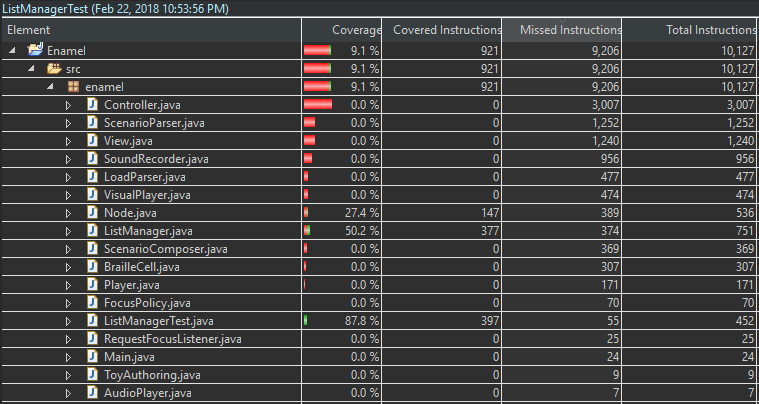 ListManagerTest (Feb 22, 2018 10:53:56 PM)
Element Coverage Covered Instructions Missed Instructions Total Instructions
Enamel 9.1 % 921 9,206 10,127
src 9.1 % 921 9,206 10,127
enamel 9.1 % 921 9,206 10,127
Controller.java 0.0 % 0 3,007 3,007
ScenarioParser.java 0.0 % 0 1,252 1,252
View.java 0.0 % 0 1,240 1,240
SoundRecorder.java 0.0 % 0 956 956
LoadParser.java 0.0 % 0 477 477
VisualPlayer.java 0.0 % 0 474 474
Node.java 27.4 % 147 389 536
ListManager.java 50.2 % 377 374 751
ScenarioComposer.java 0.0 % 0 369 369
BrailleCell.java 0.0 % 0 307 307
Player.java 0.0 % 0 171 171
FocusPolicy.java 0.0 % 0 70 70
ListManagerTest.java 87.8 % 397 55 452
RequestFocusListener.java 0.0 % 0 25 25
Main.java 0.0 % 0 24 24
ToyAuthoring.java 0.0 % 0 9 9
AudioPlayer.java 0.0 % 0 7 7